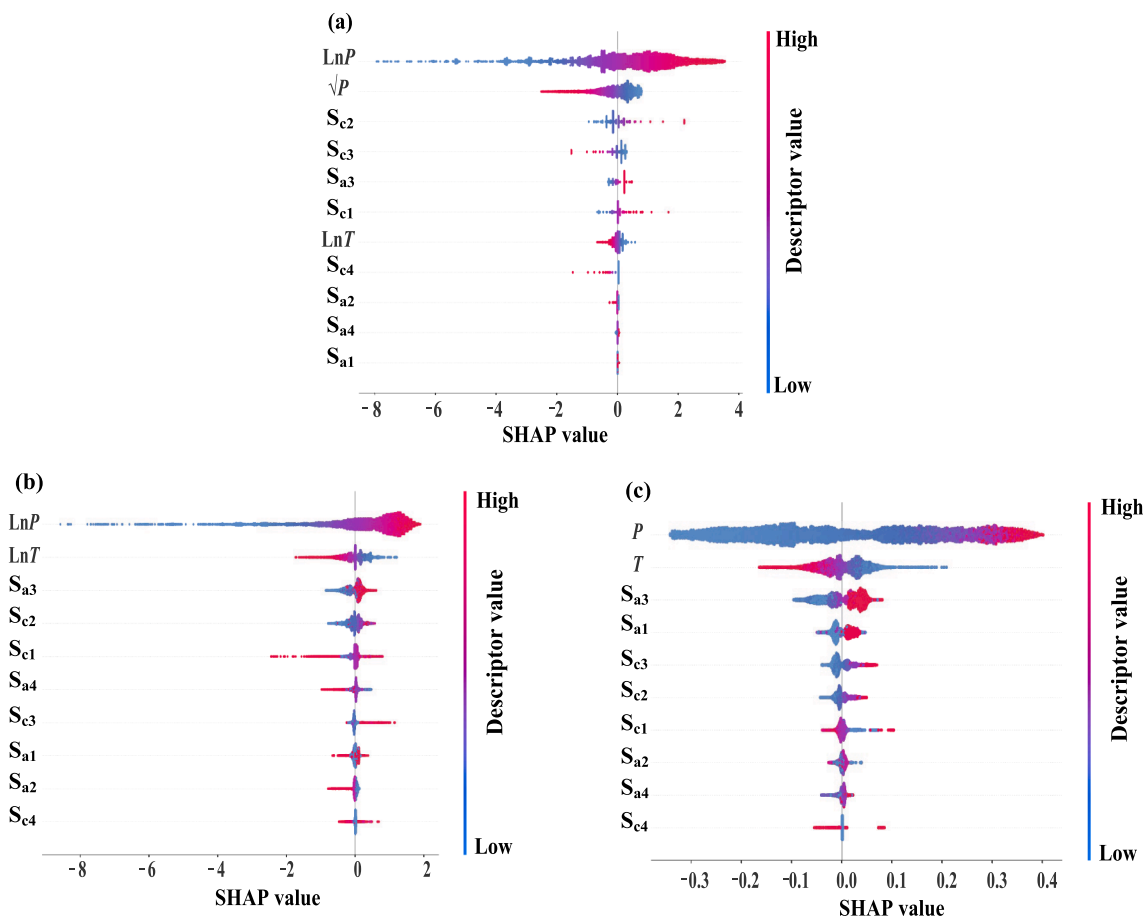 (a)
High
LnP
√P
Sc2
Sc3
Sa3
Sc1
LnT
Sc4
Sa2
Sa4
Sa1
Descriptor value
Low
−8 −6 −4 −2 0 2 4
SHAP value
(b)
High
LnP
LnT
Sa3
Sc2
Sc1
Sa4
Sc3
Sa1
Sa2
Sc4
Descriptor value
Low
−8 −6 −4 −2 0 2
SHAP value
(c)
High
P
T
Sa3
Sa1
Sc3
Sc2
Sc1
Sa2
Sa4
Sc4
Descriptor value
Low
−0.3 −0.2 −0.1 0.0 0.1 0.2 0.3 0.4
SHAP value